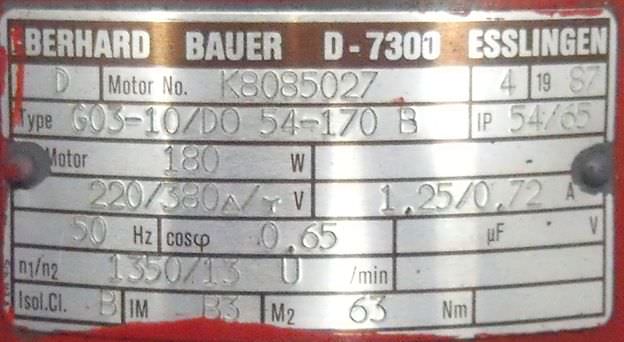 EBERHARD BAUER D-7300 ESSLINGEN
D Motor No. K8085027 4 19 87
Type G03-10/D0 54-170 B IP 54/65
Motor 180 W -
220/380 △/Y V 1.25/0,72 A
50 Hz cosφ 0,65 µF - V
n1/n2 1350/13 U /min
Isol.Cl. B IM B3 M2 63 Nm